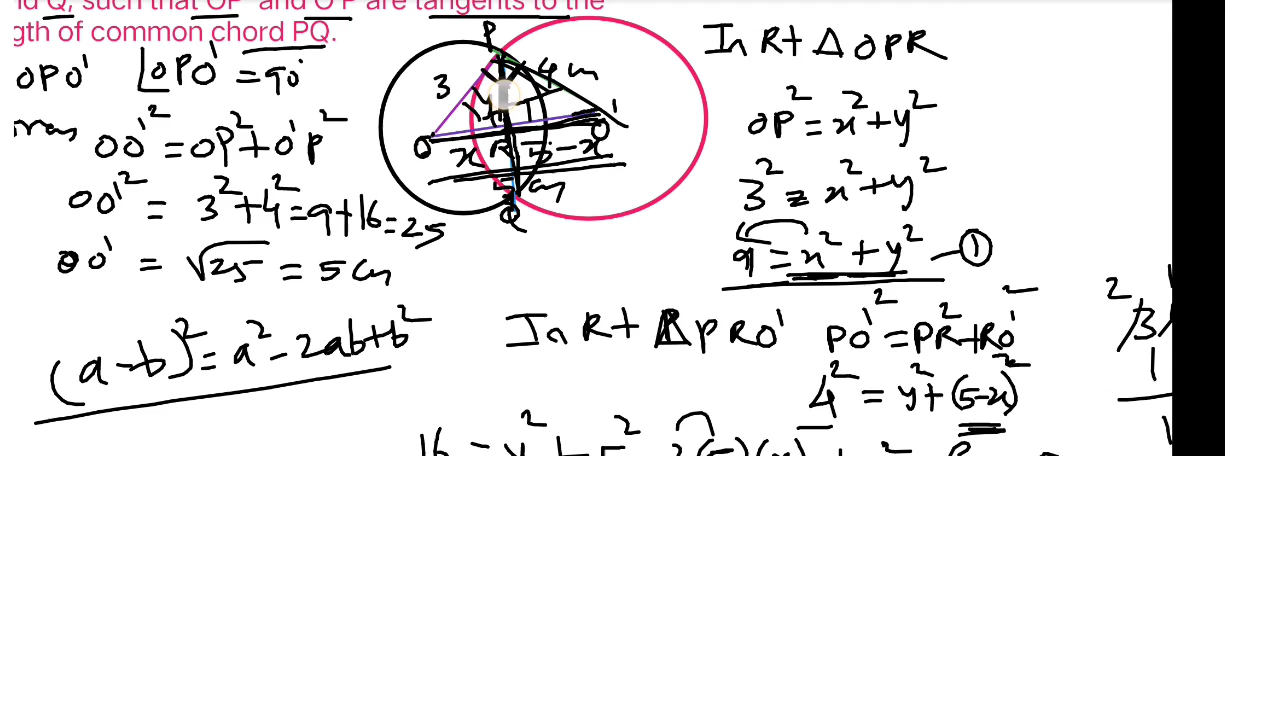 nd Q, such that OP and O'P are tangents to the
gth of common chord PQ.
OPO' ∠OPO' = 90°
OO'² = OP² + O'P²
OO'² = 3² + 4² = 9 + 16 = 25
OO' = √25 = 5 cm
(a-b)² = a² - 2ab + b²
P
3
4 cm
O
x
R
5-x
O'
5 cm
Q
In Rt △ OPR
OP² = x² + y²
3² = x² + y²
9 = x² + y² — ①
In Rt △ PRO' PO'² = PR² + RO'²
4² = y² + (5-x)²